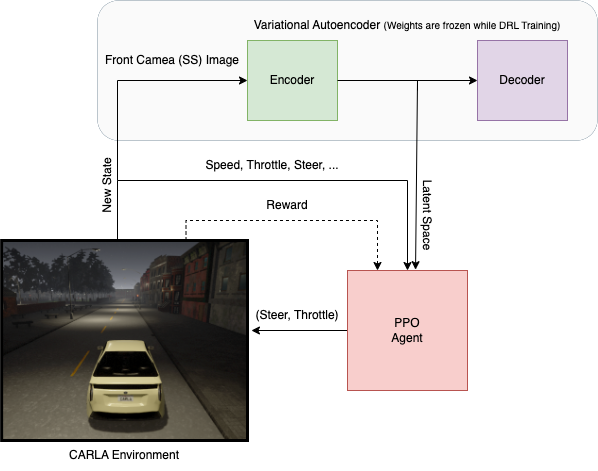 Variational Autoencoder (Weights are frozen while DRL Training)
Front Camea (SS) Image
Encoder
Decoder
New State
Speed, Throttle, Steer, ...
Latent Space
Reward
(Steer, Throttle)
PPO
Agent
CARLA Environment